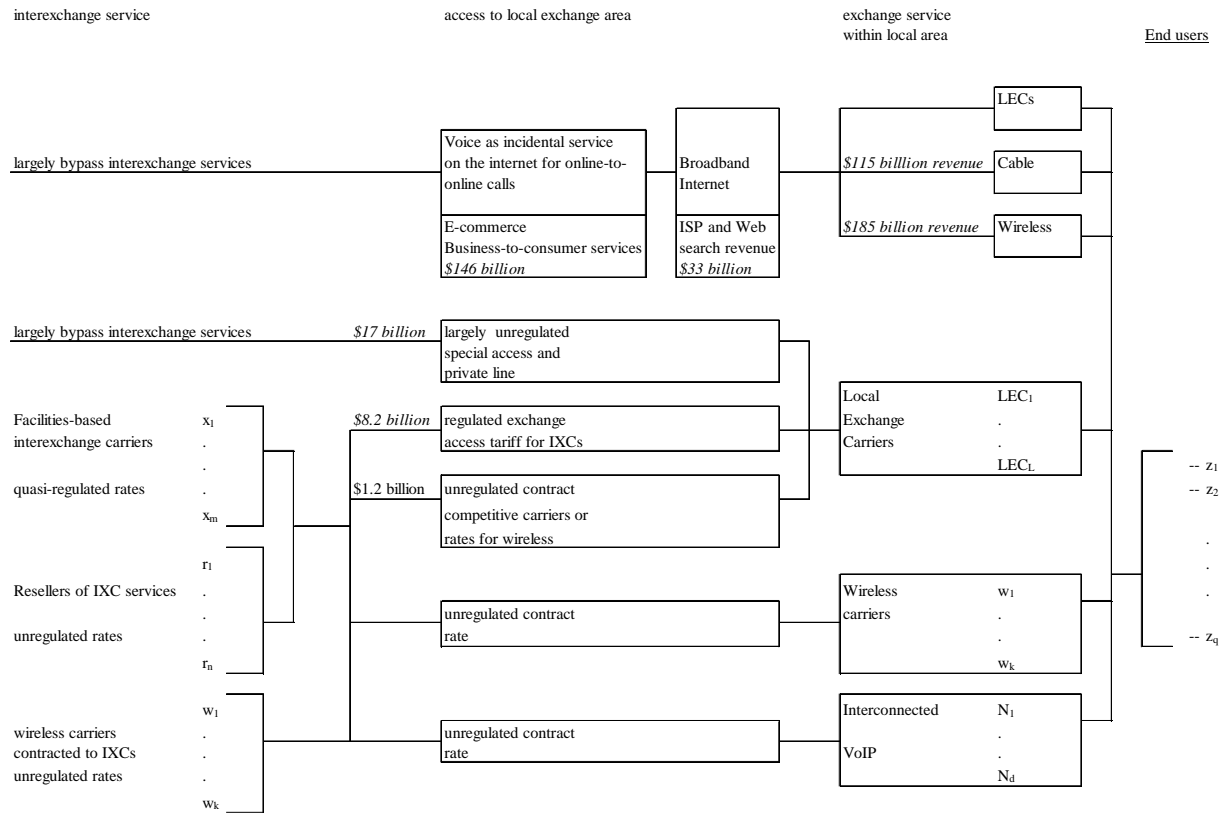 interexchange service
access to local exchange area
exchange service
within local area
End users
LECs
largely bypass interexchange services
Voice as incidental service
on the internet for online-to-
online calls
Broadband
Internet
$115 billlion revenue
Cable
E-commerce
Business-to-consumer services
$146 billion
ISP and Web
search revenue
$33 billion
$185 billion revenue
Wireless
largely bypass interexchange services
$17 billion
largely unregulated
special access and
private line
Facilities-based
interexchange carriers
quasi-regulated rates
x1
.
.
.
xm
$8.2 billion
regulated exchange
access tariff for IXCs
Local
Exchange
Carriers
LEC1
.
.
LECL
$1.2 billion
unregulated contract
competitive carriers or
rates for wireless
-- z1
-- z2
.
.
.
-- zq
Resellers of IXC services
unregulated rates
r1
.
.
.
rn
unregulated contract
rate
Wireless
carriers
w1
.
.
wk
wireless carriers
contracted to IXCs
unregulated rates
w1
.
.
.
wk
unregulated contract
rate
Interconnected
VoIP
N1
.
.
Nd